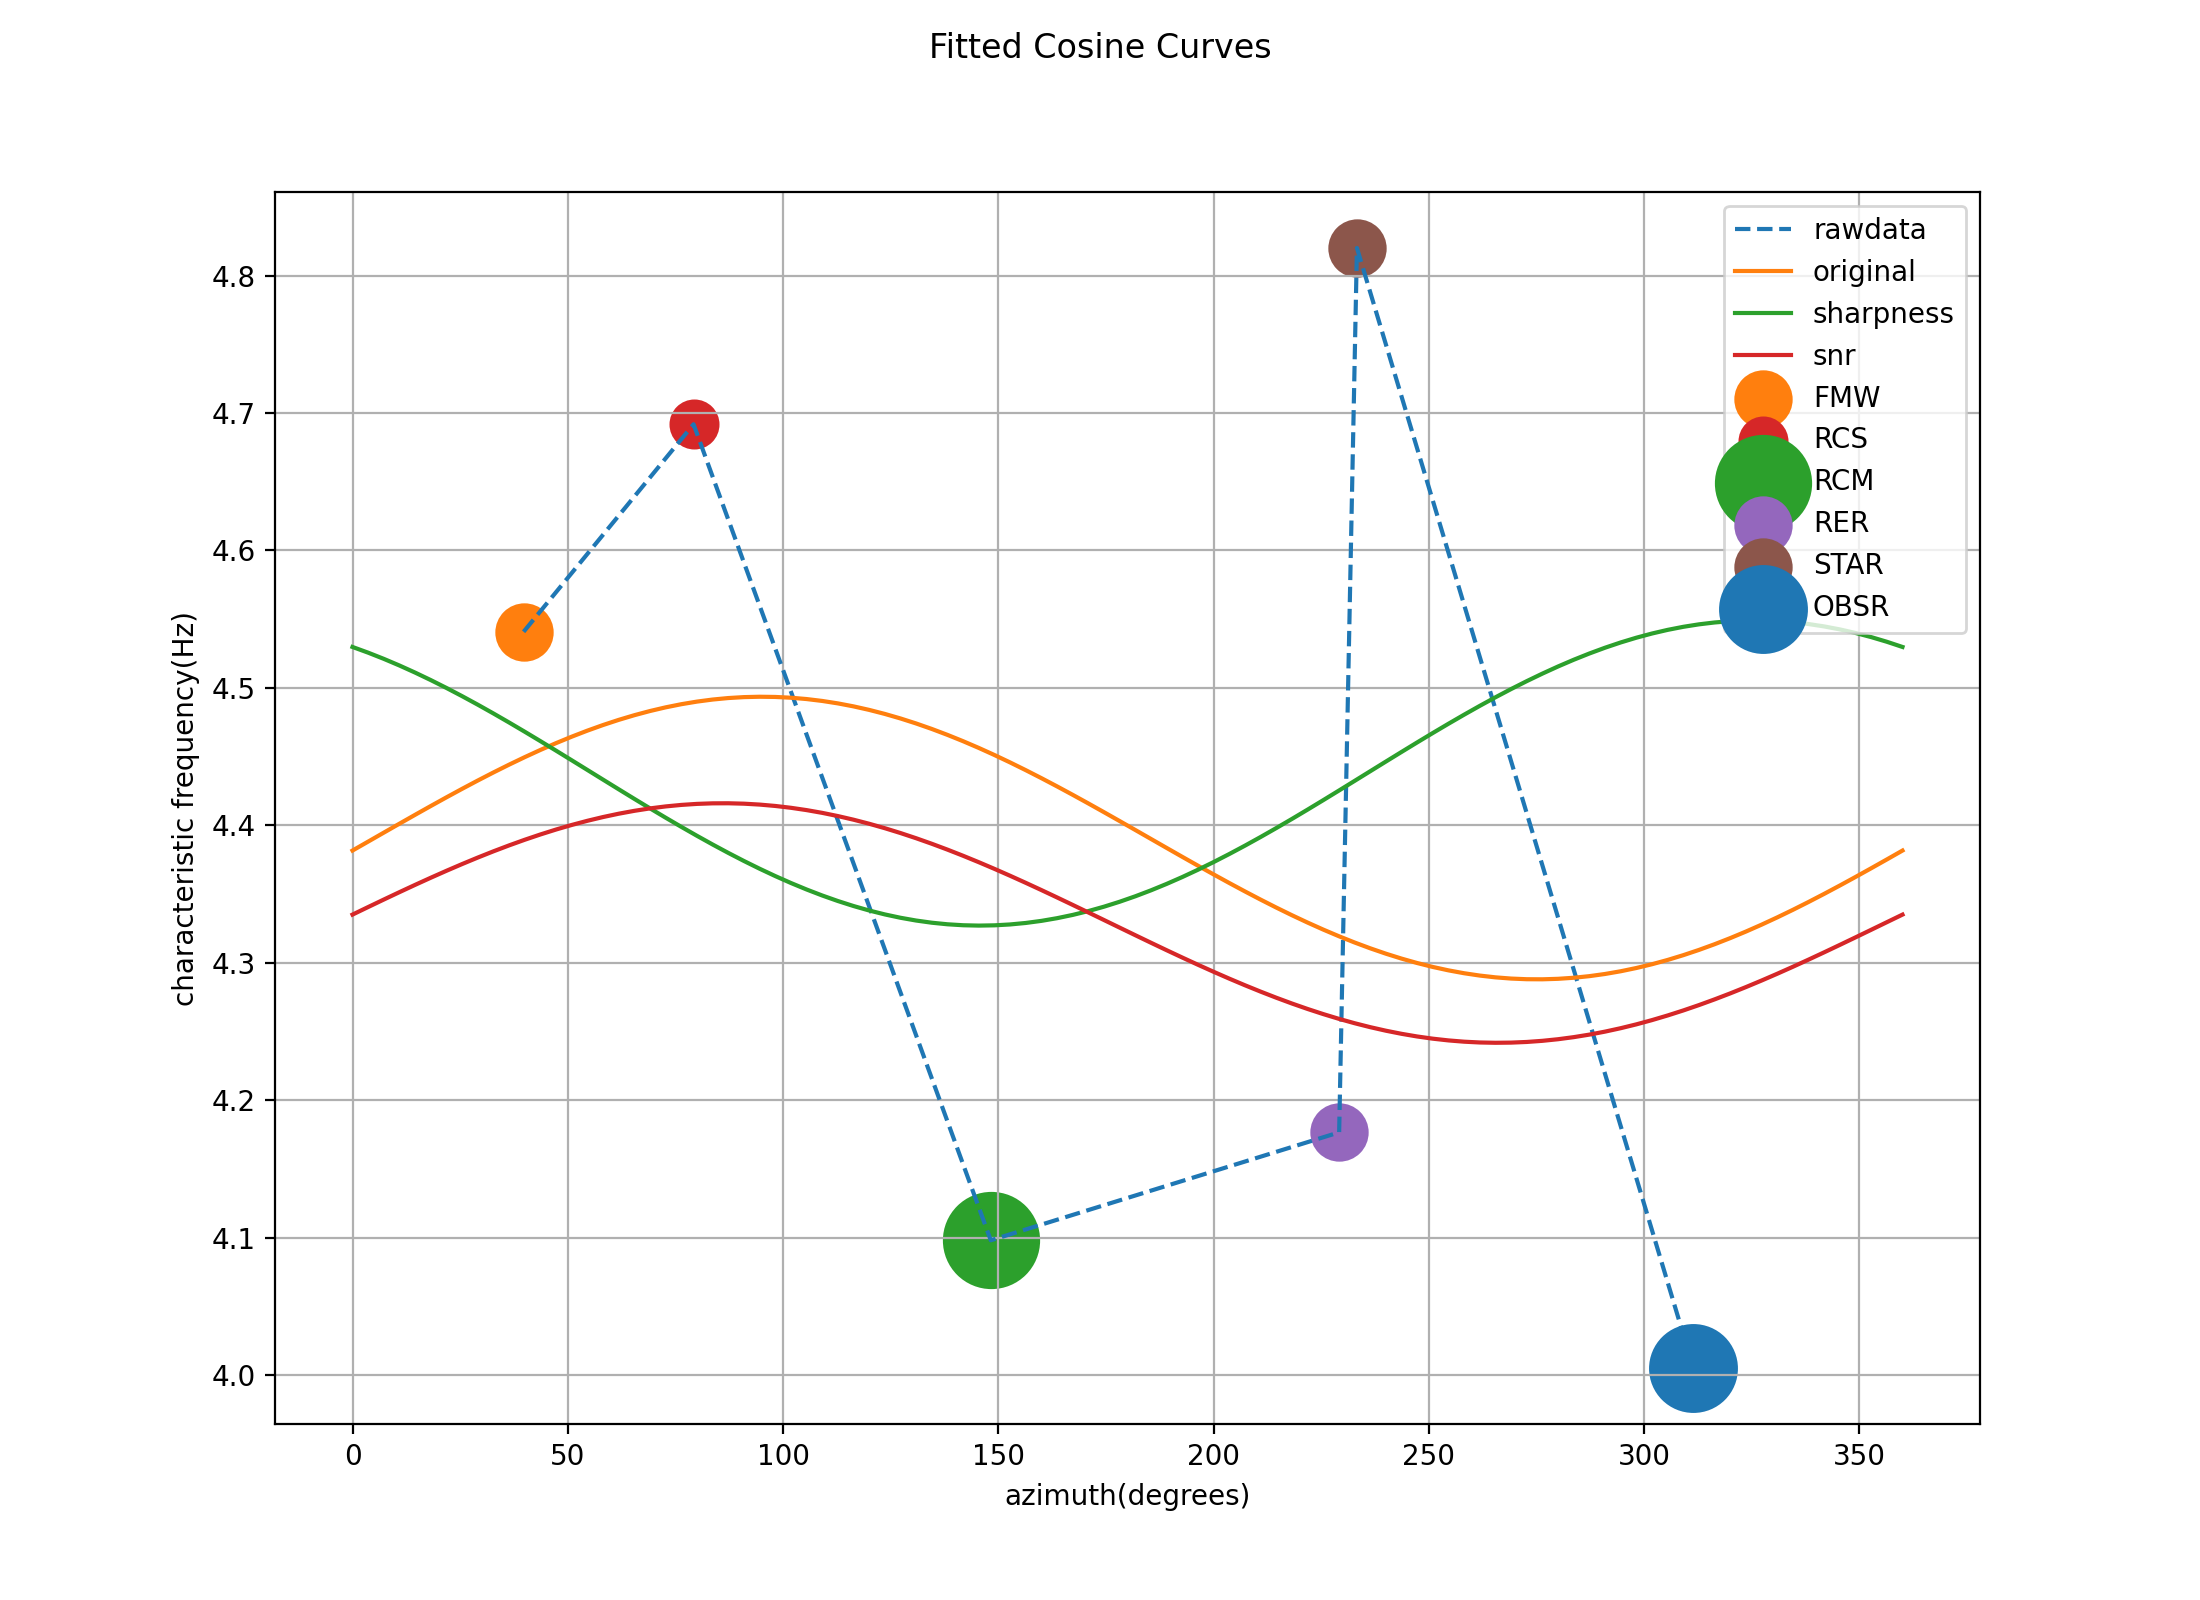 Fitted Cosine Curves
rawdata
original
sharpness
snr
FMW
RCS
RCM
RER
STAR
OBSR
characteristic frequency(Hz)
4.8
4.7
4.6
4.5
4.4
4.3
4.2
4.1
4.0
0 50 100 150 200 250 300 350
azimuth(degrees)